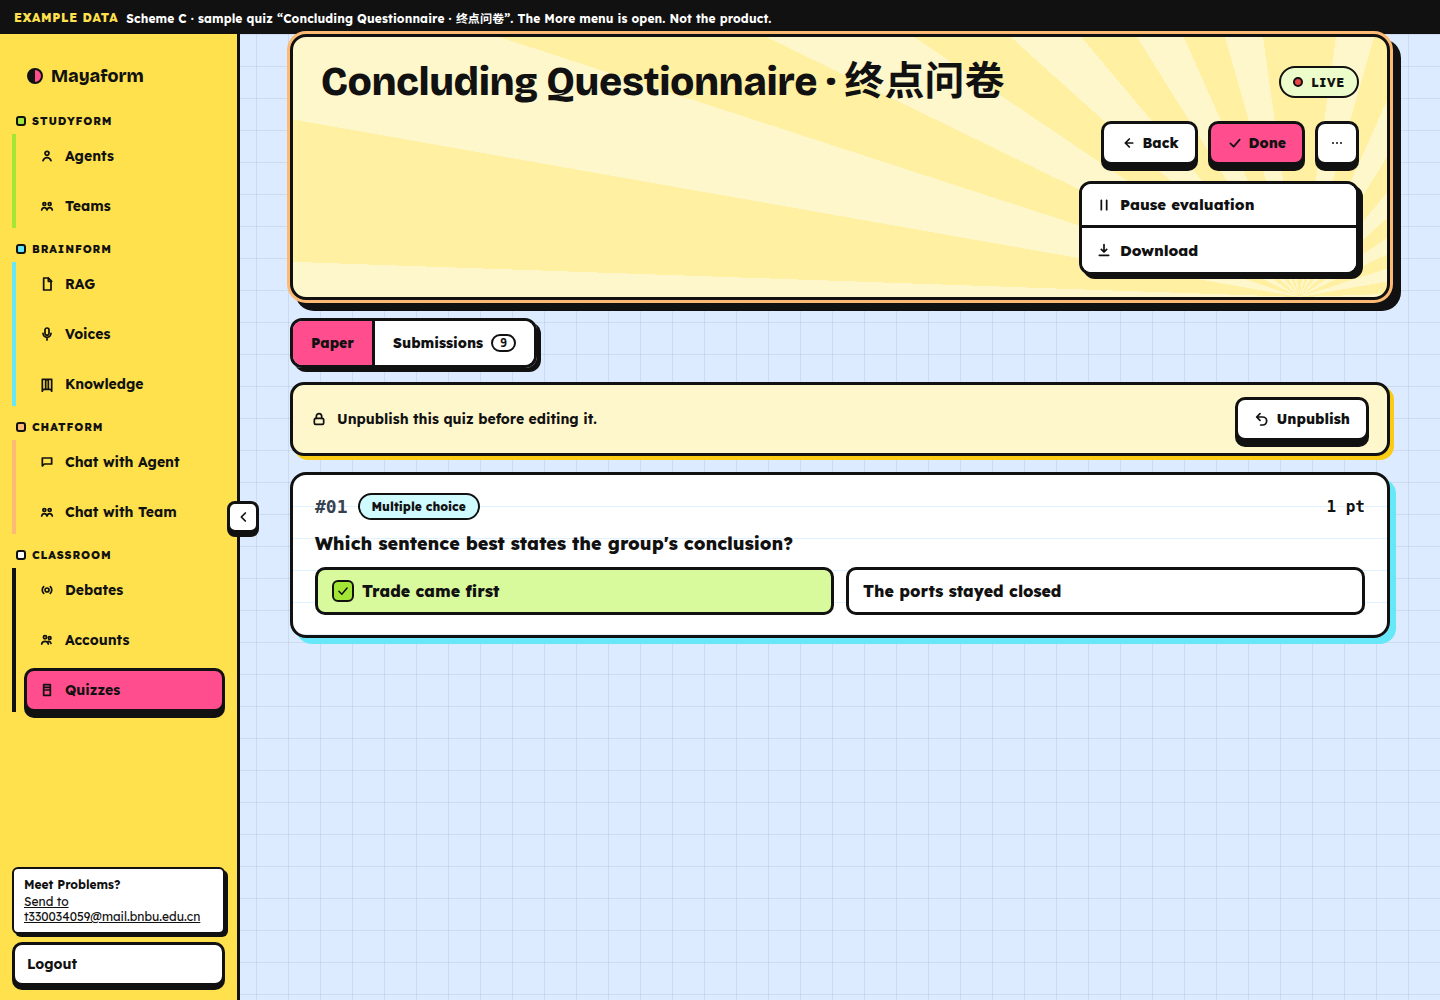 EXAMPLE DATA Scheme C · sample quiz “Concluding Questionnaire · 终点问卷”. The More menu is open. Not the product.
Mayaform
STUDYFORM
Agents
Teams
BRAINFORM
RAG
Voices
Knowledge
CHATFORM
Chat with Agent
Chat with Team
CLASSROOM
Debates
Accounts
Quizzes
Meet Problems?
Send to
t330034059@mail.bnbu.edu.cn
Logout
Concluding Questionnaire · 终点问卷
LIVE
Back Done ...
Pause evaluation
Download
Paper Submissions 9
Unpublish this quiz before editing it. Unpublish
#01 Multiple choice 1 pt
Which sentence best states the group's conclusion?
Trade came first The ports stayed closed